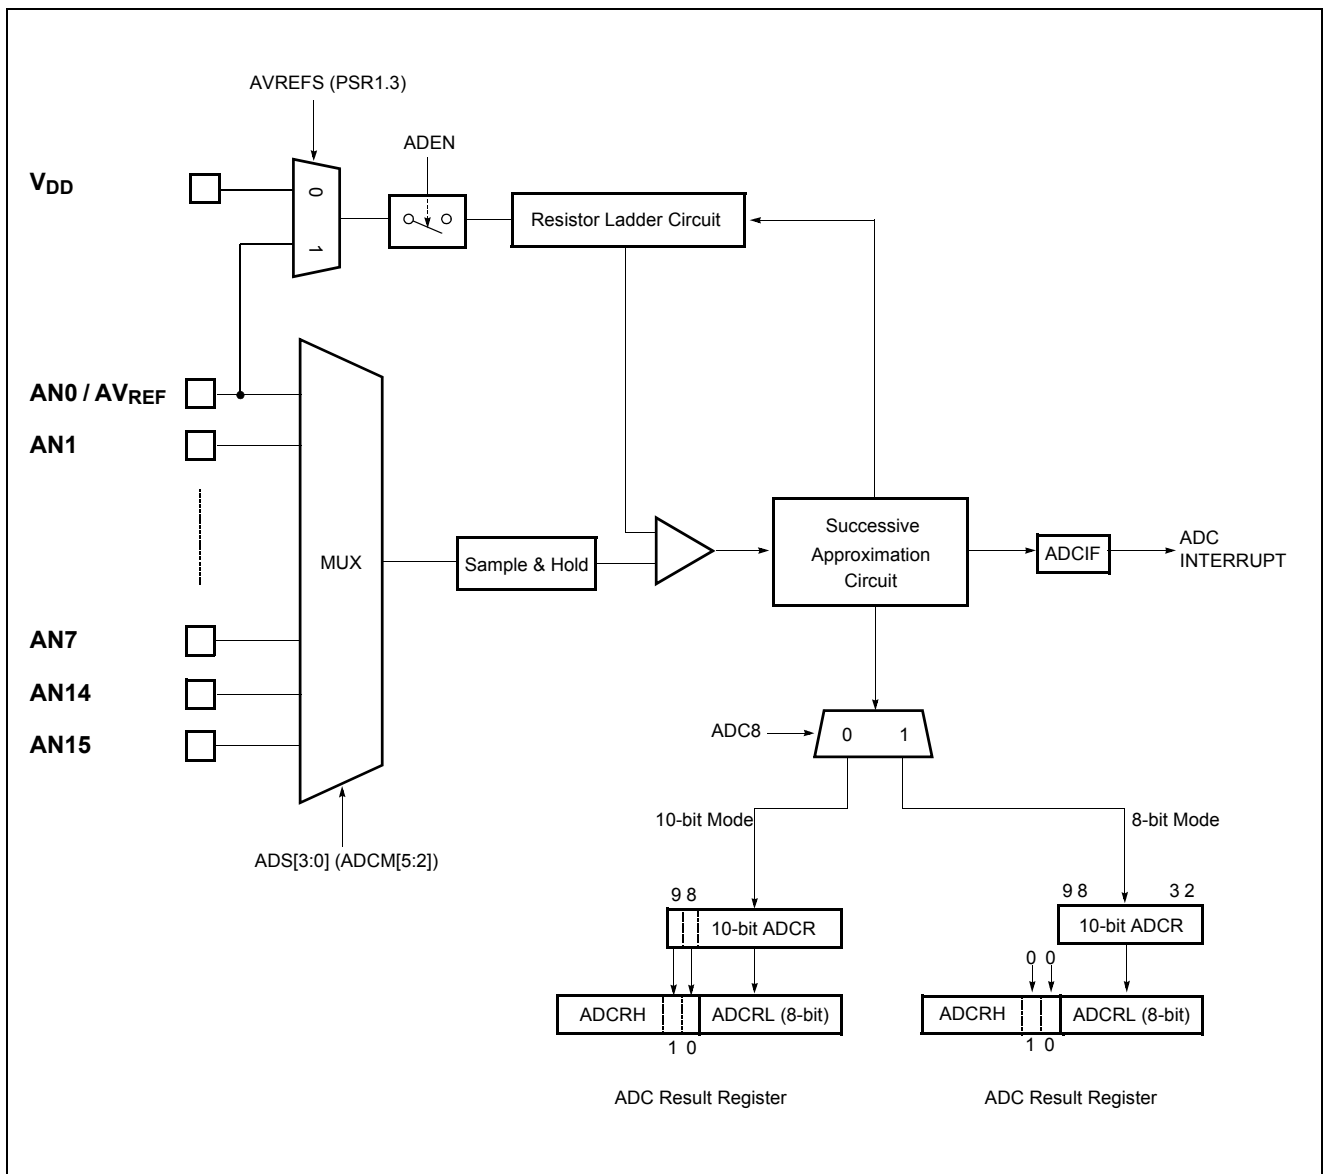 AVREFS (PSR1.3)
ADEN
VDD
0
1
Resistor Ladder Circuit
AN0 / AVREF
AN1
MUX
Sample & Hold
Successive
Approximation
Circuit
ADCIF
ADC
INTERRUPT
AN7
AN14
AN15
ADC8
0 1
ADS[3:0] (ADCM[5:2])
10-bit Mode
8-bit Mode
9 8
10-bit ADCR
9 8 3 2
10-bit ADCR
0 0
ADCRH
ADCRL (8-bit)
1 0
ADCRH
ADCRL (8-bit)
1 0
ADC Result Register
ADC Result Register